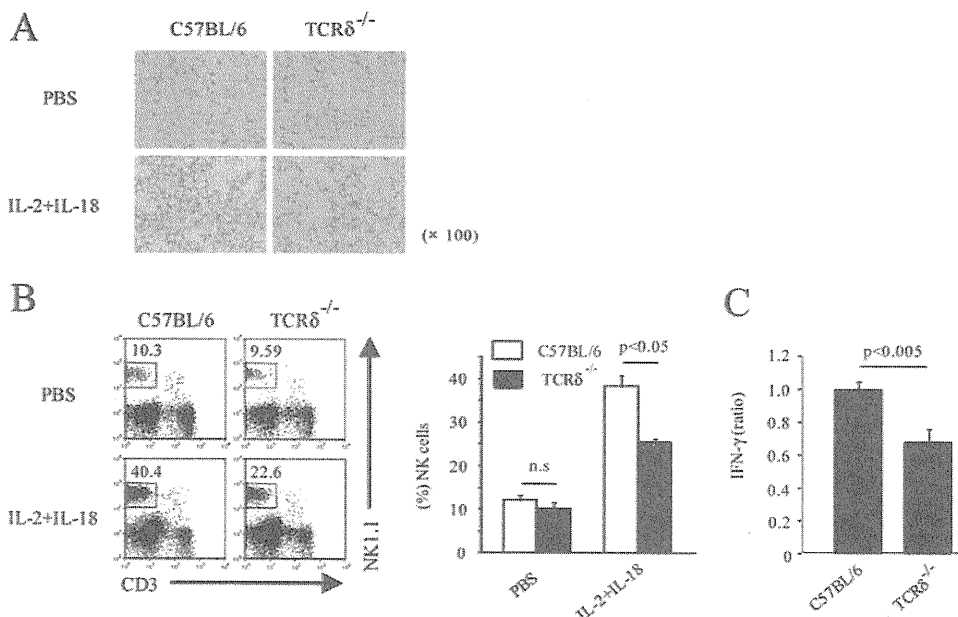 A
C57BL/6 TCRδ-/-
PBS
IL-2+IL-18
(× 100)
B
C57BL/6 TCRδ-/-
PBS
10.3 9.59
IL-2+IL-18
40.4 22.6
NK1.1
CD3
C57BL/6
TCRδ-/-
p<0.05
n.s
(%) NK cells
40
30
20
10
0
PBS
IL-2+IL-18
C
p<0.005
IFN-γ (ratio)
1.2
1.0
0.8
0.6
0.4
0.2
0
C57BL/6
TCRδ-/-